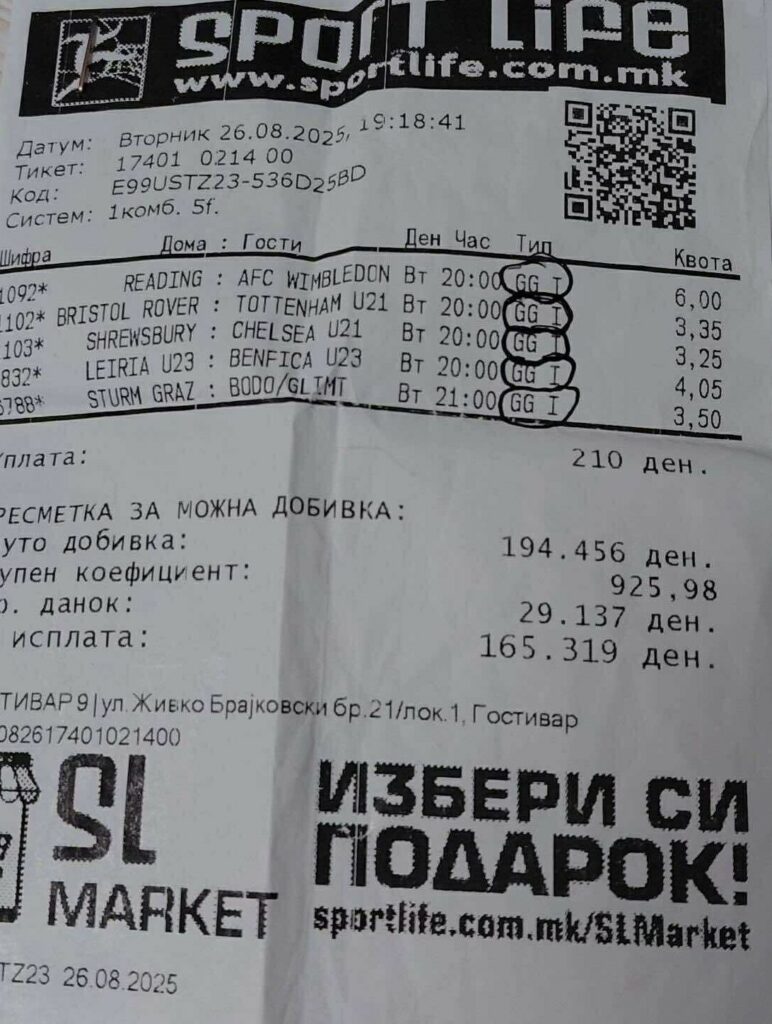 SPORT LIFE
www.sportlife.com.mk
Датум: Вторник 26.08.2025, 19:18:41
Тикет: 17401 0214 00
Код: E99USTZ23-536D25BD
Систем: 1комб. 5f.
Шифра Дома : Гости Ден Час Тип Квота
1092* READING : AFC WIMBLEDON Вт 20:00 GG I 6,00
1102* BRISTOL ROVER : TOTTENHAM U21 Вт 20:00 GG I 3,35
103* SHREWSBURY : CHELSEA U21 Вт 20:00 GG I 3,25
832* LEIRIA U23 : BENFICA U23 Вт 20:00 GG I 4,05
6788* STURM GRAZ : BODO/GLIMT Вт 21:00 GG I 3,50
плата: 210 ден.
РЕСМЕТКА ЗА МОЖНА ДОБИВКА:
уто добивка: 194.456 ден.
упен коефициент: 925,98
р. данок: 29.137 ден.
исплата: 165.319 ден.
ТИВАР 9|ул. Живко Брајковски бр.21/лок.1, Гостивар
082617401021400
SL
MARKET
ИЗБЕРИ СИ
ПОДАРОК!
sportlife.com.mk/SLMarket
TZ23 26.08.2025